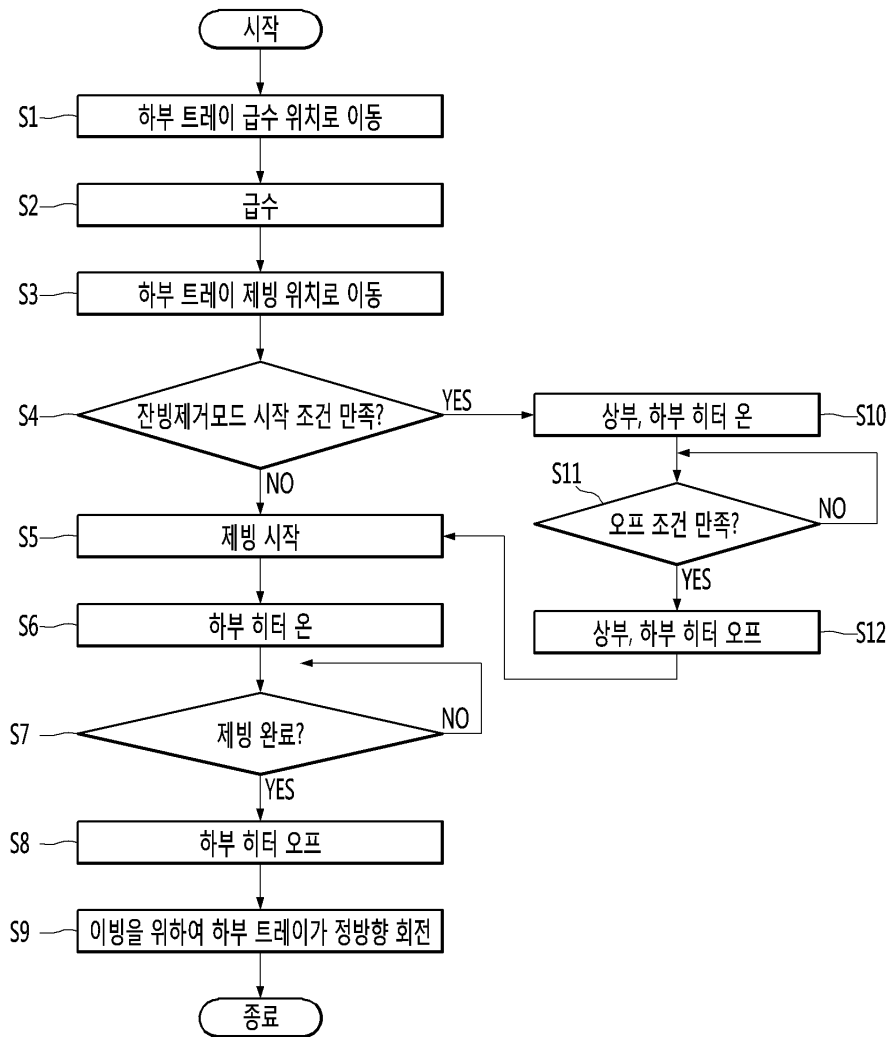 시작
S1
하부 트레이 급수 위치로 이동
S2
급수
S3
하부 트레이 제빙 위치로 이동
S4
잔빙제거모드 시작 조건 만족?
YES
NO
S10
상부, 하부 히터 온
S11
오프 조건 만족?
NO
YES
S12
상부, 하부 히터 오프
S5
제빙 시작
S6
하부 히터 온
S7
제빙 완료?
NO
YES
S8
하부 히터 오프
S9
이빙을 위하여 하부 트레이가 정방향 회전
종료